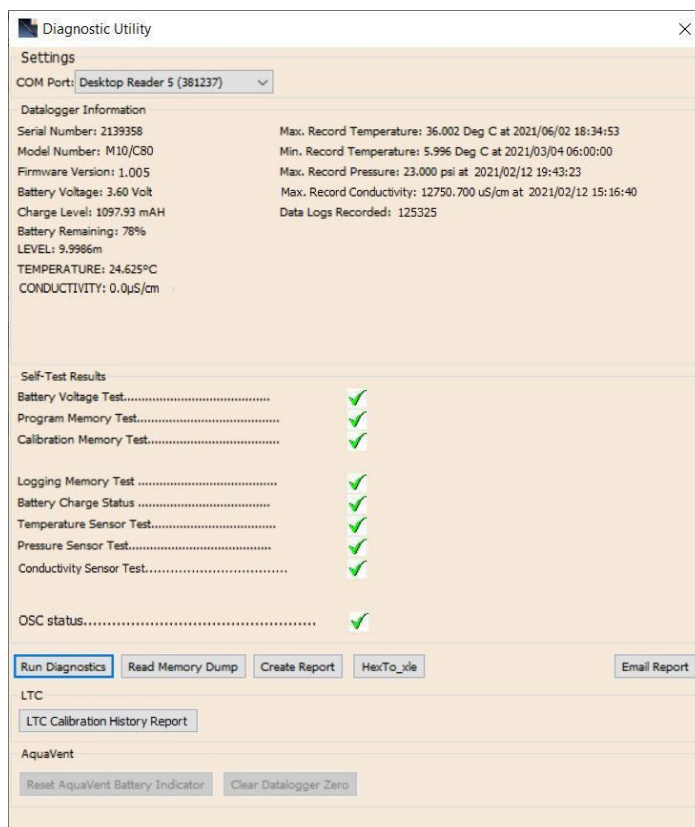 Diagnostic Utility
Settings
COM Port: Desktop Reader 5 (381237)
Datalogger Information
Serial Number: 2139358
Model Number: M10/C80
Firmware Version: 1.005
Battery Voltage: 3.60 Volt
Charge Level: 1097.93 mAH
Battery Remaining: 78%
LEVEL: 9.9986m
TEMPERATURE: 24.625ºC
CONDUCTIVITY: 0.0µS/cm
Max. Record Temperature: 36.002 Deg C at 2021/06/02 18:34:53
Min. Record Temperature: 5.996 Deg C at 2021/03/04 06:00:00
Max. Record Pressure: 23.000 psi at 2021/02/12 19:43:23
Max. Record Conductivity: 12750.700 uS/cm at 2021/02/12 15:16:40
Data Logs Recorded: 125325
Self-Test Results
Battery Voltage Test...........................................
Program Memory Test..........................................
Calibration Memory Test.......................................
Logging Memory Test .........................................
Battery Charge Status .......................................
Temperature Sensor Test.....................................
Pressure Sensor Test..........................................
Conductivity Sensor Test..................................
OSC status.................................................
Run Diagnostics Read Memory Dump Create Report HexTo_xle Email Report
LTC
LTC Calibration History Report
AquaVent
Reset AquaVent Battery Indicator Clear Datalogger Zero